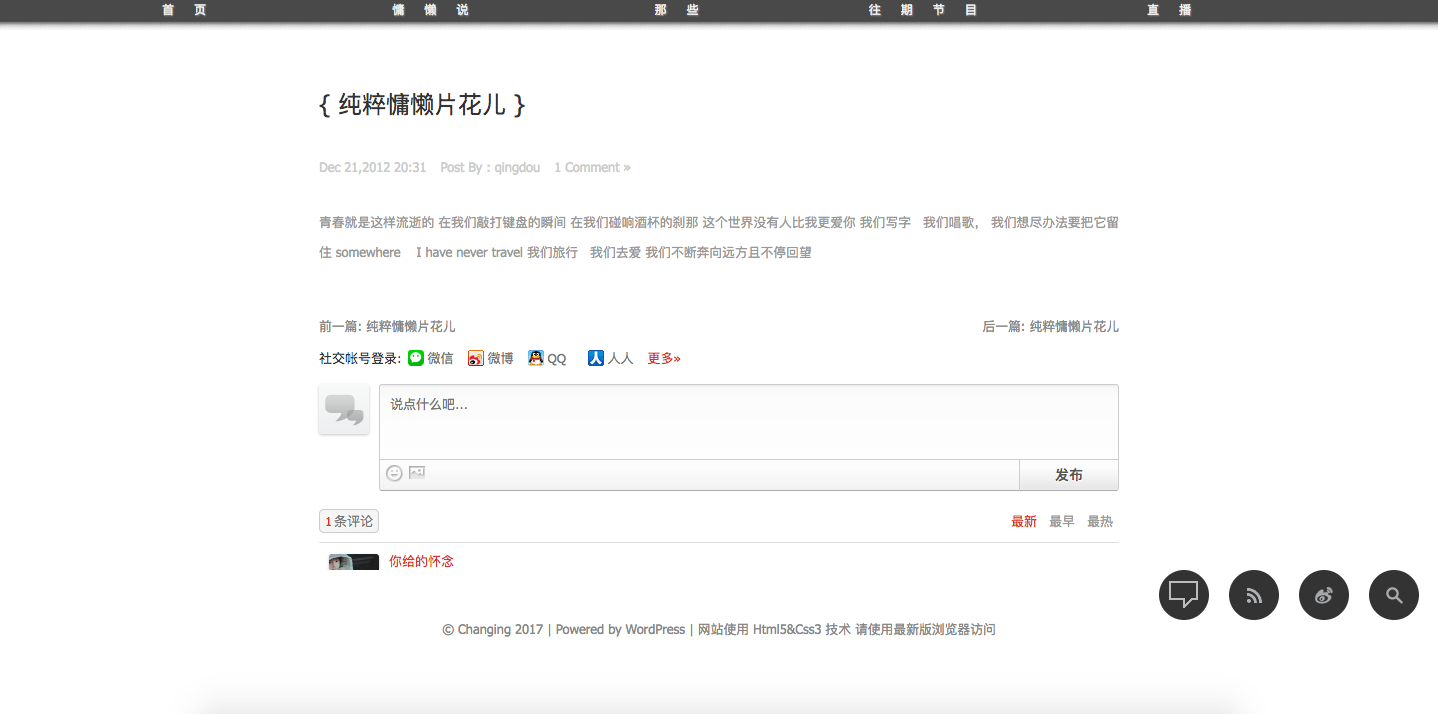 首页 慵懒说 那些 往期节目 直播
{ 纯粹慵懒片花儿 }
Dec 21,2012 20:31 Post By : qingdou 1 Comment »
青春就是这样流逝的 在我们敲打键盘的瞬间 在我们碰响酒杯的刹那 这个世界没有人比我更爱你 我们写字 我们唱歌， 我们想尽办法要把它留
住 somewhere I have never travel 我们旅行 我们去爱 我们不断奔向远方且不停回望
前一篇: 纯粹慵懒片花儿 后一篇: 纯粹慵懒片花儿
社交帐号登录: 微信 微博 QQ 人人 更多»
说点什么吧...
发布
1条评论 最新 最早 最热
你给的怀念
© Changing 2017 | Powered by WordPress | 网站使用 Html5&Css3 技术 请使用最新版浏览器访问